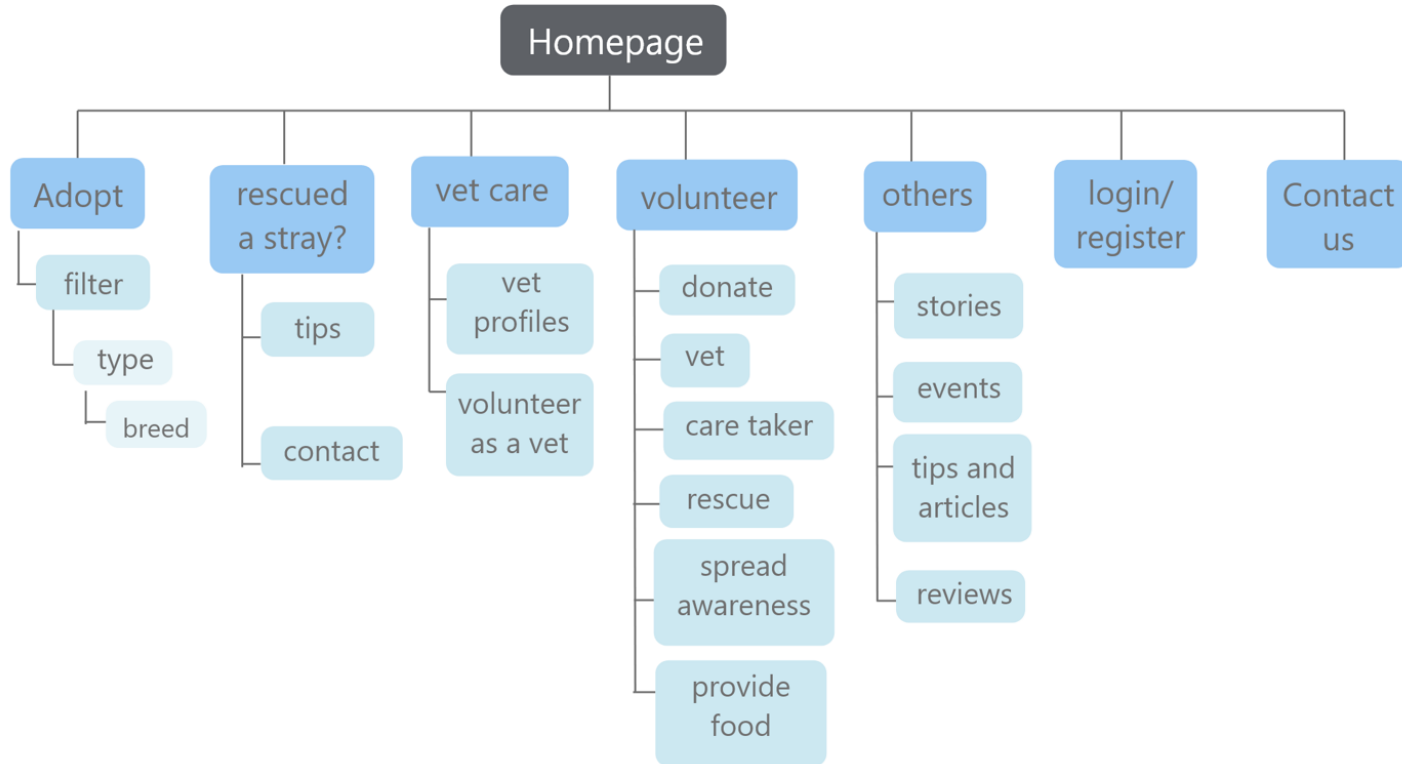 Homepage
Adopt
filter
type
breed
rescued
a stray?
tips
contact
vet care
vet
profiles
volunteer
as a vet
volunteer
donate
vet
care taker
rescue
spread
awareness
provide
food
others
stories
events
tips and
articles
reviews
login/
register
Contact
us